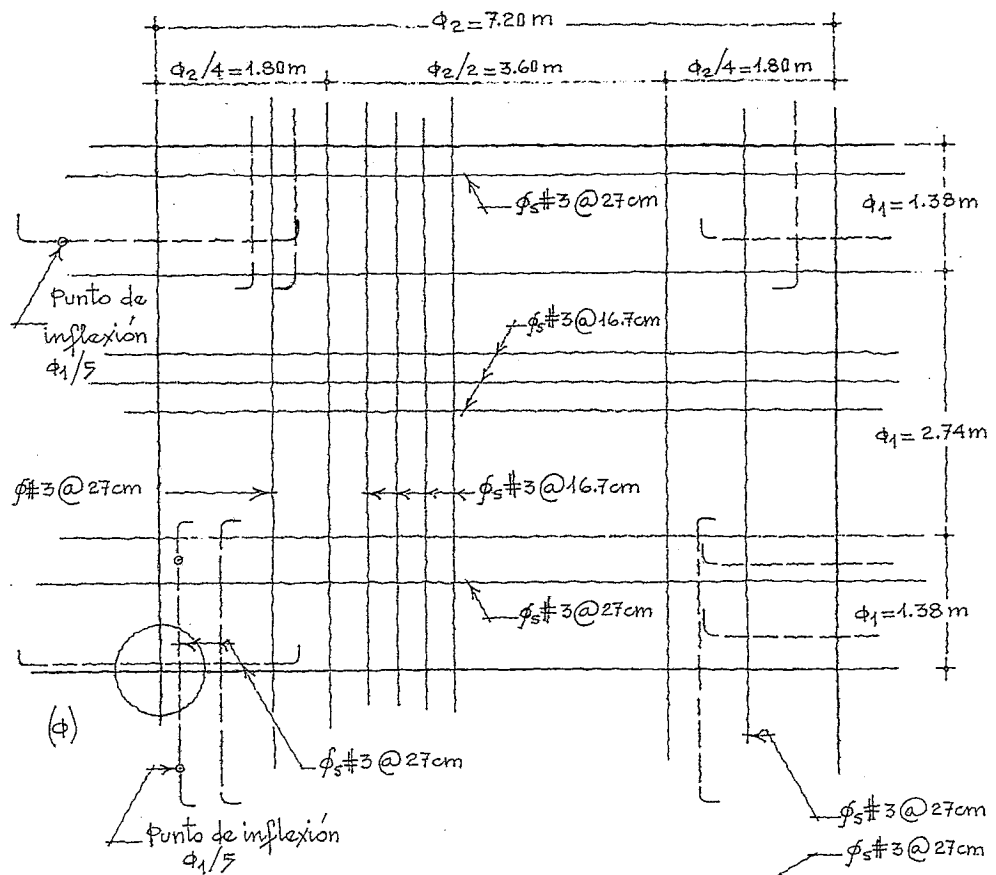 Φ₂=7.20 m
Φ₂/4=1.80 m
Φ₂/2=3.60 m
Φ₂/4=1.80 m
ϕₛ#3@27cm
Φ₁=1.38 m
Punto de
inflexión
Φ₁/5
ϕₛ#3@16.7cm
Φ₁=2.74 m
ϕ#3@27cm
ϕₛ#3@16.7cm
ϕₛ#3@27cm
Φ₁=1.38 m
(Φ)
ϕₛ#3@27cm
Punto de inflexión
Φ₁/5
ϕₛ#3@27cm
ϕₛ#3@27cm